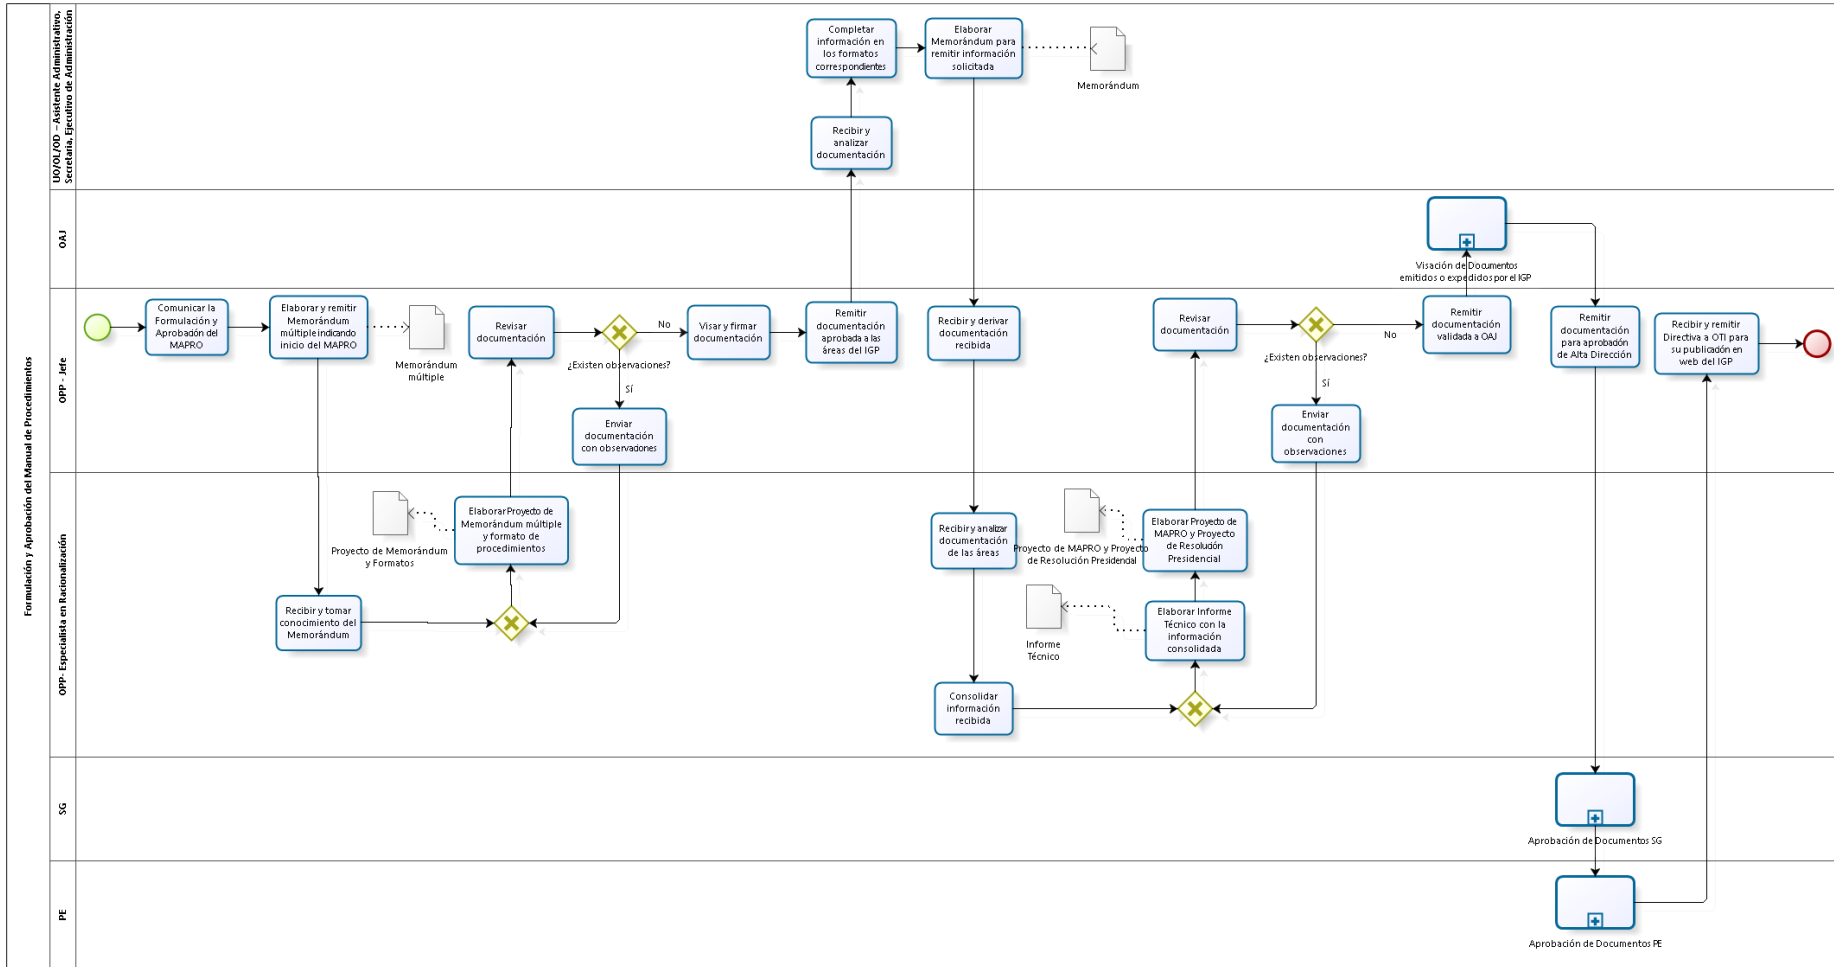 Formulación y Aprobación del Manual de Procedimientos
UO/OL/OD - Asistente Administrativo,
Secretaria, Ejecutivo de Administración
Completar
información en
los formatos
correspondientes
Elaborar
Memorándum para
remitir información
solicitada
Memorándum
Recibir y
analizar
documentación
OAJ
Visación de Documentos
emitidos o expedidos por el IGP
OPP - Jefe
Comunicar la
Formulación y
Aprobación del
MAPRO
Elaborar y remitir
Memorándum
múltiple indicando
inicio del MAPRO
Memorándum
múltiple
Revisar
documentación
¿Existen observaciones?
No
Sí
Visar y firmar
documentación
Remitir
documentación
aprobada a las
áreas del IGP
Enviar
documentación
con observaciones
Recibir y derivar
documentación
recibida
Revisar
documentación
¿Existen observaciones?
No
Sí
Enviar
documentación
con
observaciones
Remitir
documentación
validada a OAJ
Remitir
documentación
para aprobación
de Alta Dirección
Recibir y remitir
Directiva a OTI para
su publicación en
web del IGP
OPP- Especialista en Racionalización
Proyecto de Memorándum
y Formatos
Elaborar Proyecto de
Memorándum múltiple
y formato de
procedimientos
Recibir y tomar
conocimiento del
Memorándum
Recibir y analizar
documentación
de las áreas
Proyecto de MAPRO y Proyecto
de Resolución Presidencial
Elaborar Proyecto de
MAPRO y Proyecto
de Resolución
Presidencial
Informe
Técnico
Elaborar Informe
Técnico con la
información
consolidada
Consolidar
información
recibida
SG
Aprobación de Documentos SG
PE
Aprobación de Documentos PE